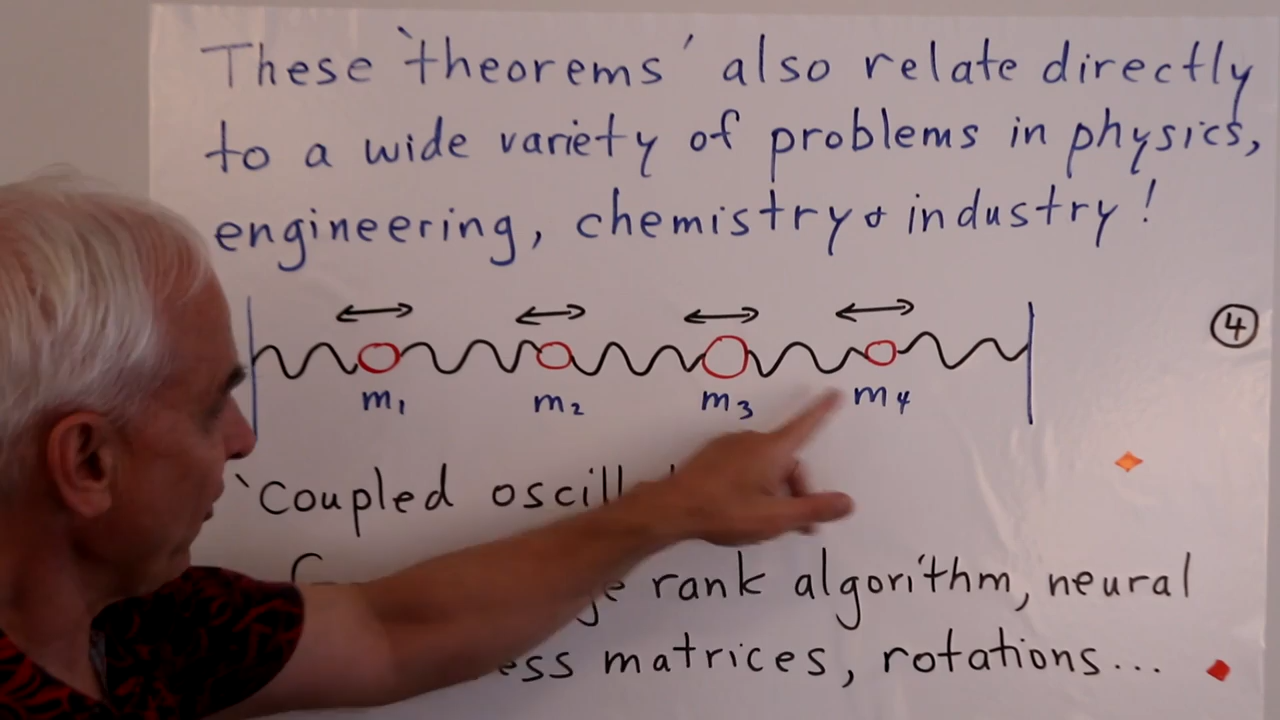 These `theorems' also relate directly
to a wide variety of problems in physics,
engineering, chemistry & industry!
4
m₁ m₂ m₃ m₄
`Coupled
rank algorithm, neural
matrices, rotations...